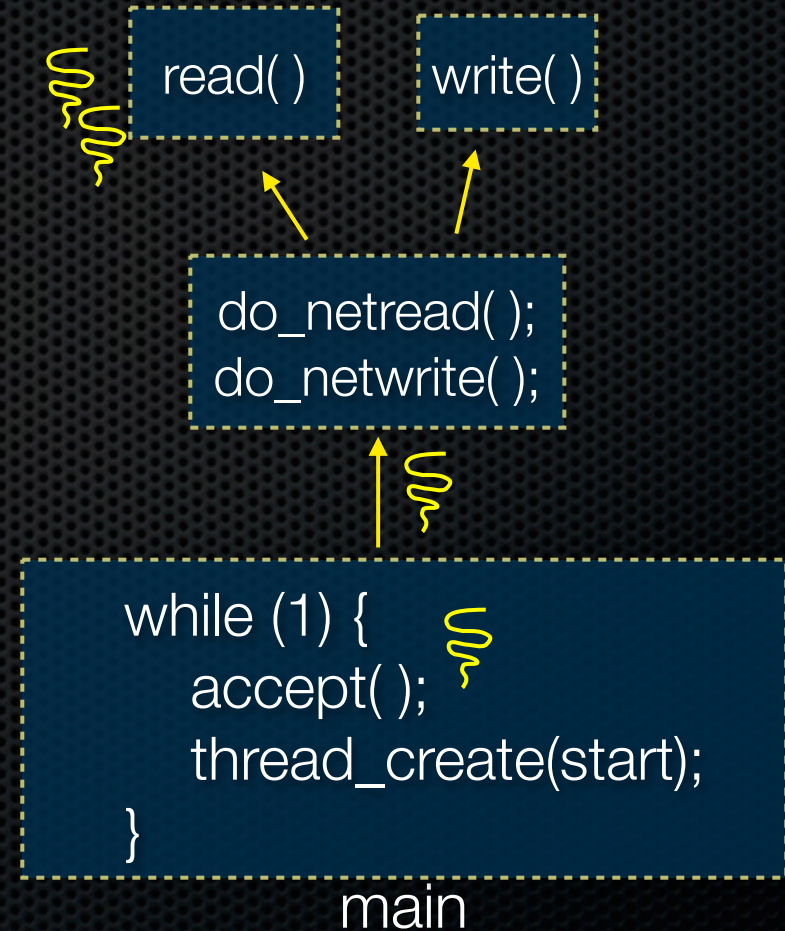 read( )
write( )
do_netread( );
do_netwrite( );
while (1) {
accept( );
thread_create(start);
}
main